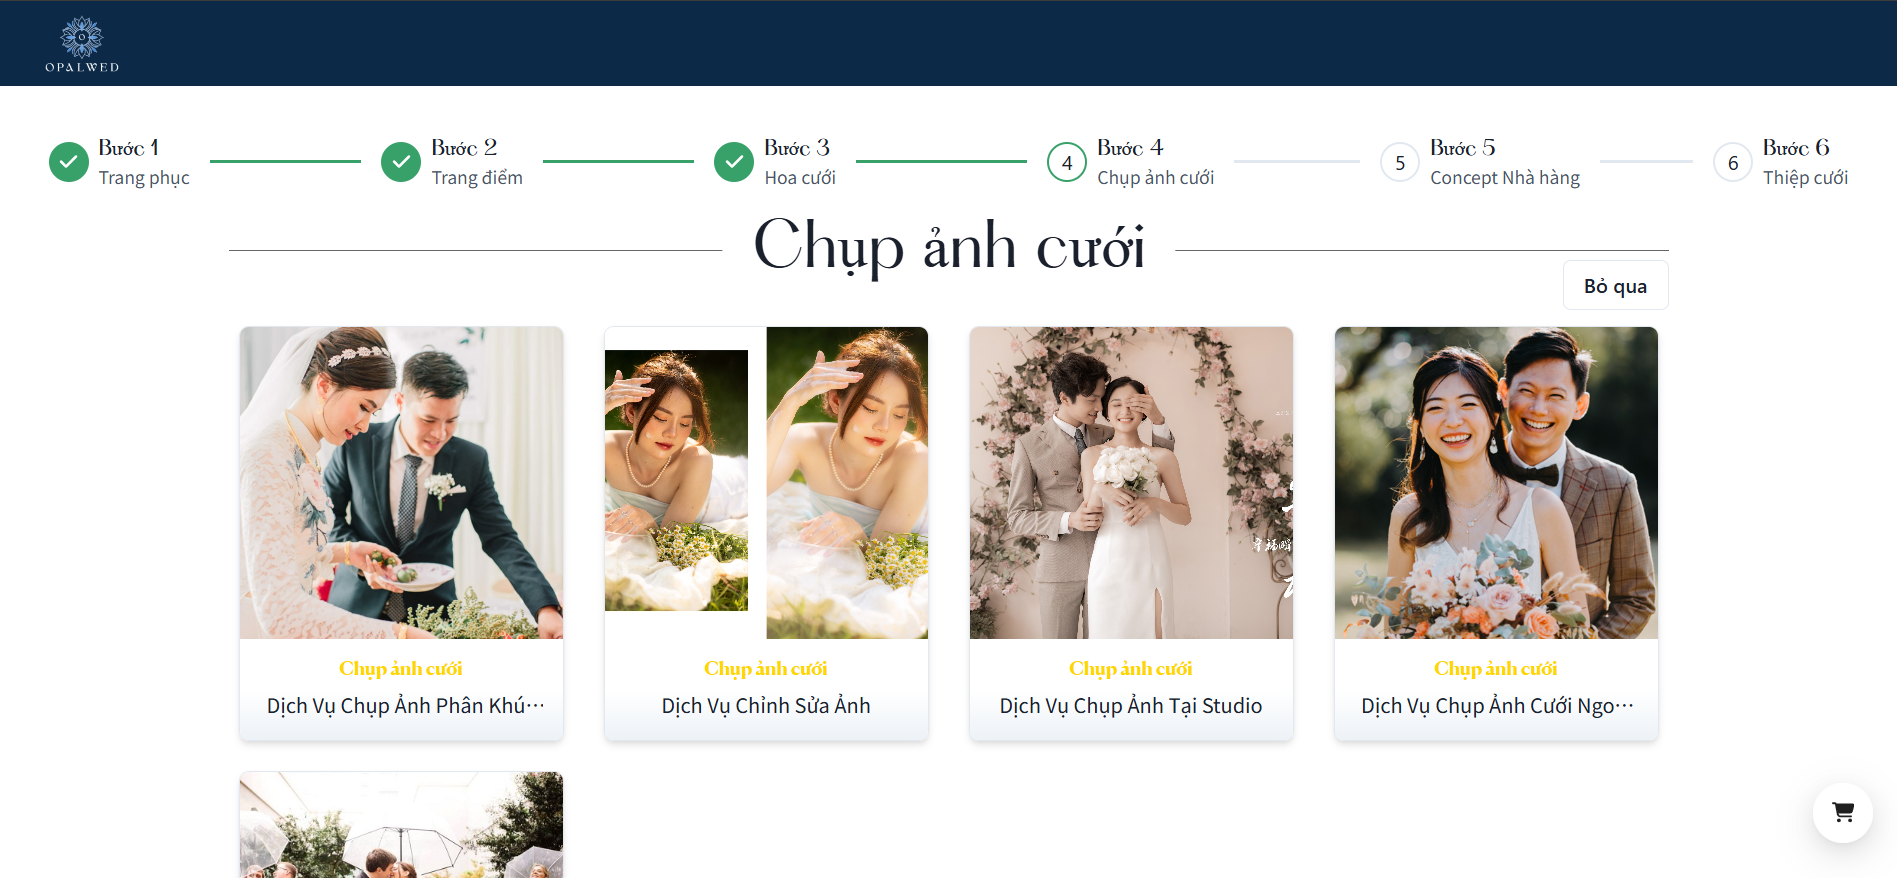 OPALWED
Bước 1
Trang phục
Bước 2
Trang điểm
Bước 3
Hoa cưới
4
Bước 4
Chụp ảnh cưới
5
Bước 5
Concept Nhà hàng
6
Bước 6
Thiệp cưới
Chụp ảnh cưới
Bỏ qua
Chụp ảnh cưới
Dịch Vụ Chụp Ảnh Phân Khú...
Chụp ảnh cưới
Dịch Vụ Chỉnh Sửa Ảnh
Chụp ảnh cưới
Dịch Vụ Chụp Ảnh Tại Studio
Chụp ảnh cưới
Dịch Vụ Chụp Ảnh Cưới Ngo...